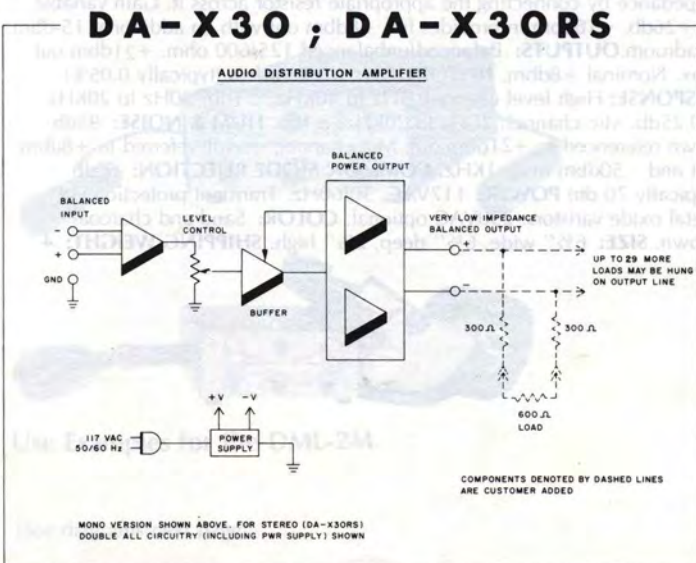 DA-X30; DA-X30RS
AUDIO DISTRIBUTION AMPLIFIER
BALANCED
POWER OUTPUT
BALANCED
INPUT
LEVEL
CONTROL
VERY LOW IMPEDANCE
BALANCED OUTPUT
−
+
GND
+
−
UP TO 29 MORE
LOADS MAY BE HUNG
ON OUTPUT LINE
BUFFER
300 Ω
300 Ω
600 Ω
LOAD
+V −V
117 VAC
50/60 Hz
POWER
SUPPLY
COMPONENTS DENOTED BY DASHED LINES
ARE CUSTOMER ADDED
MONO VERSION SHOWN ABOVE. FOR STEREO (DA-X30RS)
DOUBLE ALL CIRCUITRY (INCLUDING PWR SUPPLY) SHOWN